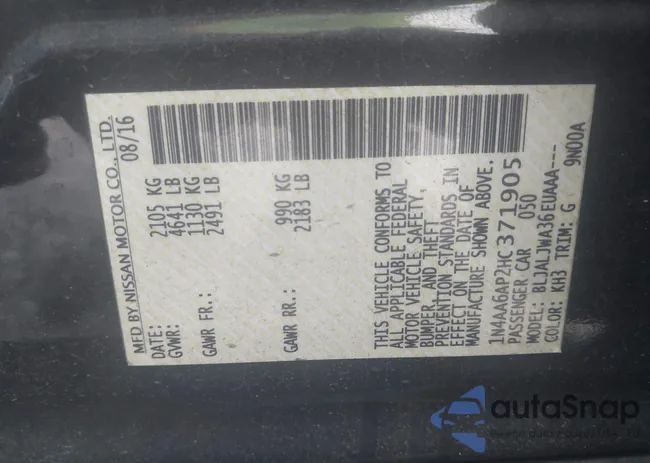 MFD BY NISSAN MOTOR CO., LTD.
DATE: 08/16
GVWR: 2105 KG
4641 LB
GAWR FR.: 1130 KG
2491 LB
GAWR RR.: 990 KG
2183 LB
THIS VEHICLE CONFORMS TO
ALL APPLICABLE FEDERAL
MOTOR VEHICLE SAFETY,
BUMPER, AND THEFT
PREVENTION STANDARDS IN
EFFECT ON THE DATE OF
MANUFACTURE SHOWN ABOVE.
1N4AA6AP2HC371905
PASSENGER CAR 050
MODEL: BLJALJWA36EUAAA---
COLOR: KH3 TRIM: G 9N00A
autaSnap